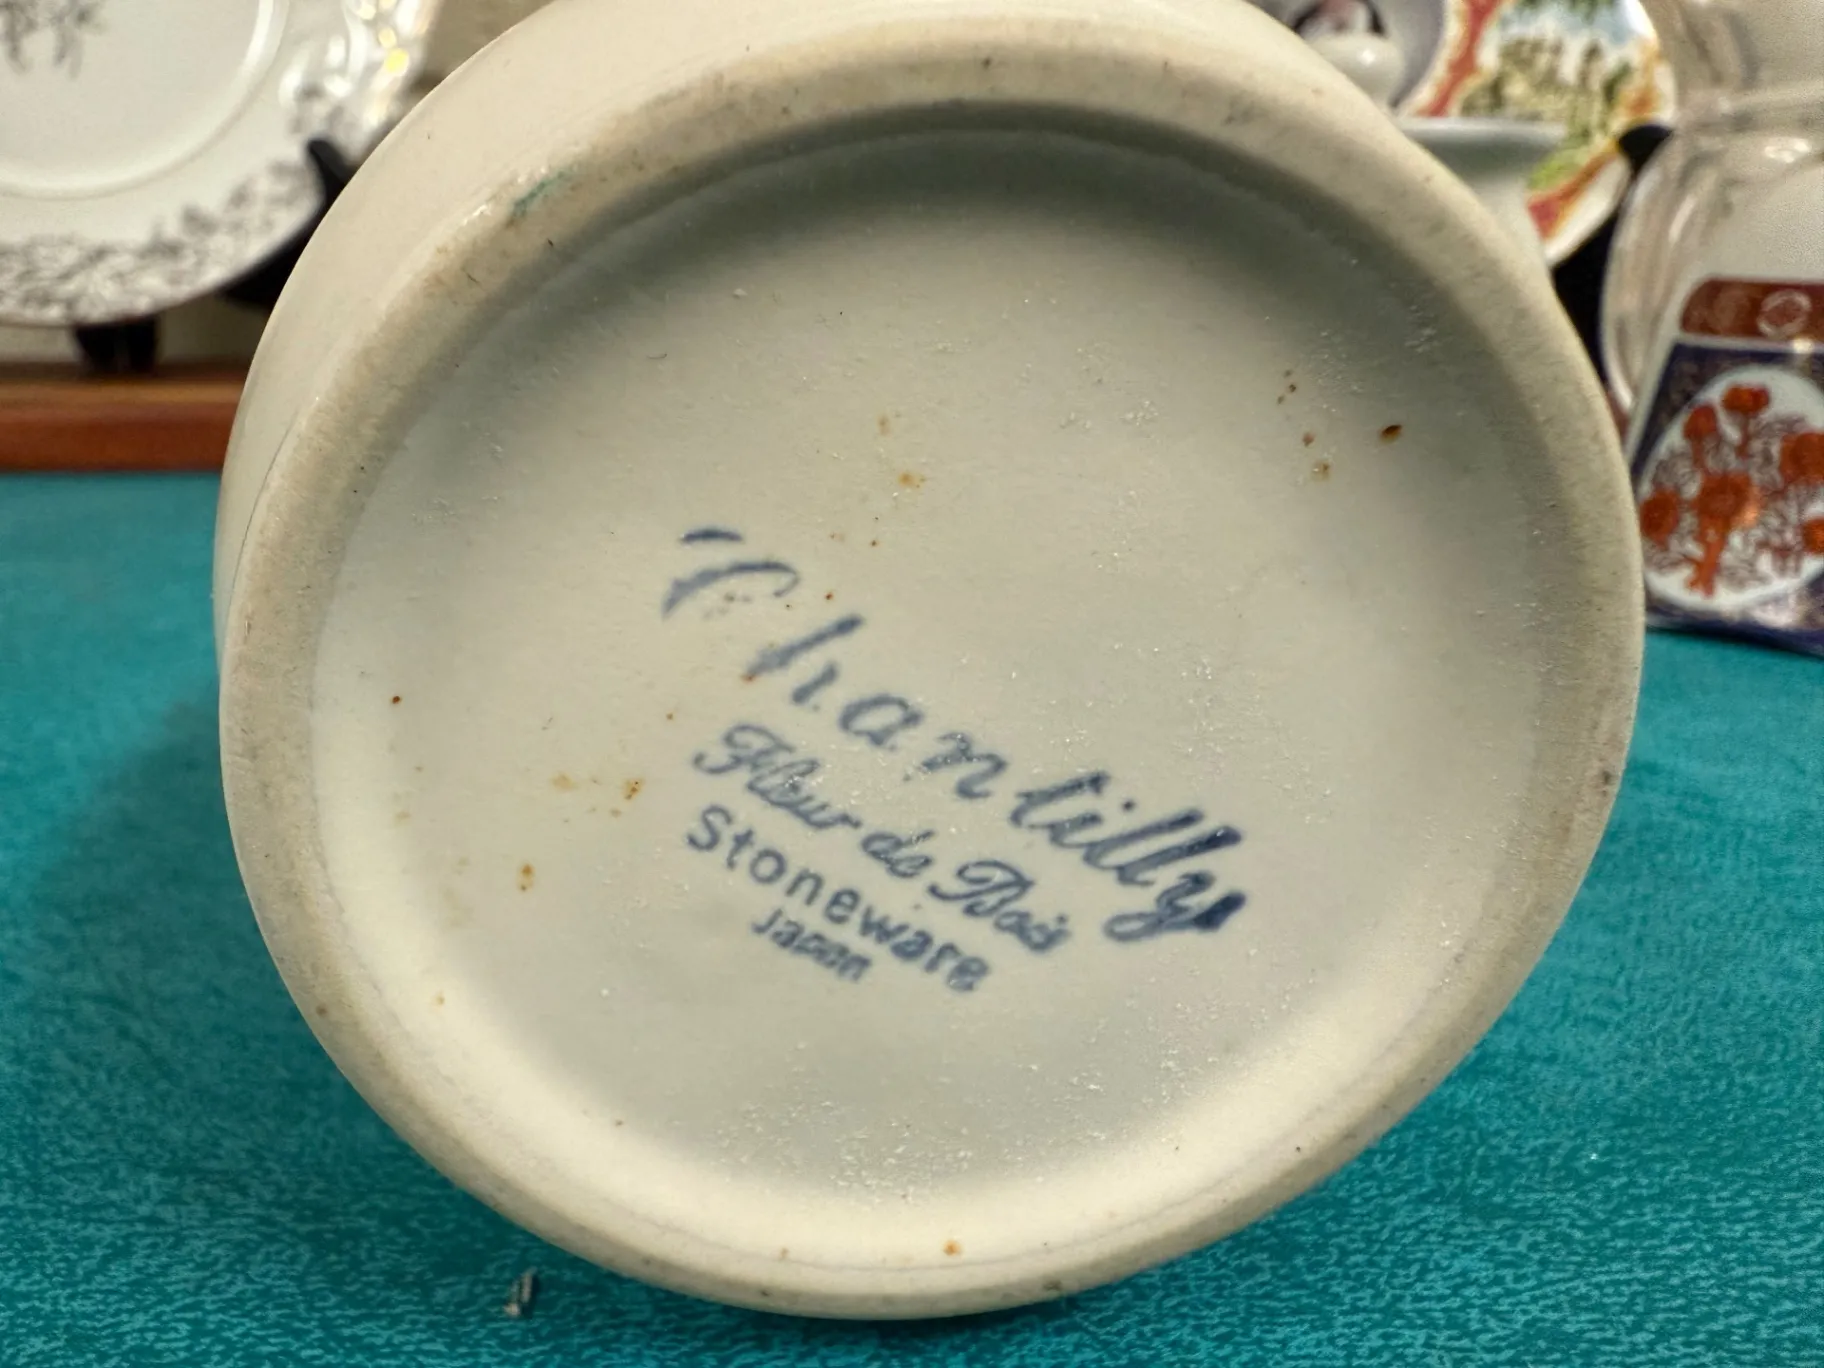 Chantilly
Fleur de Bois
Stoneware
Japan